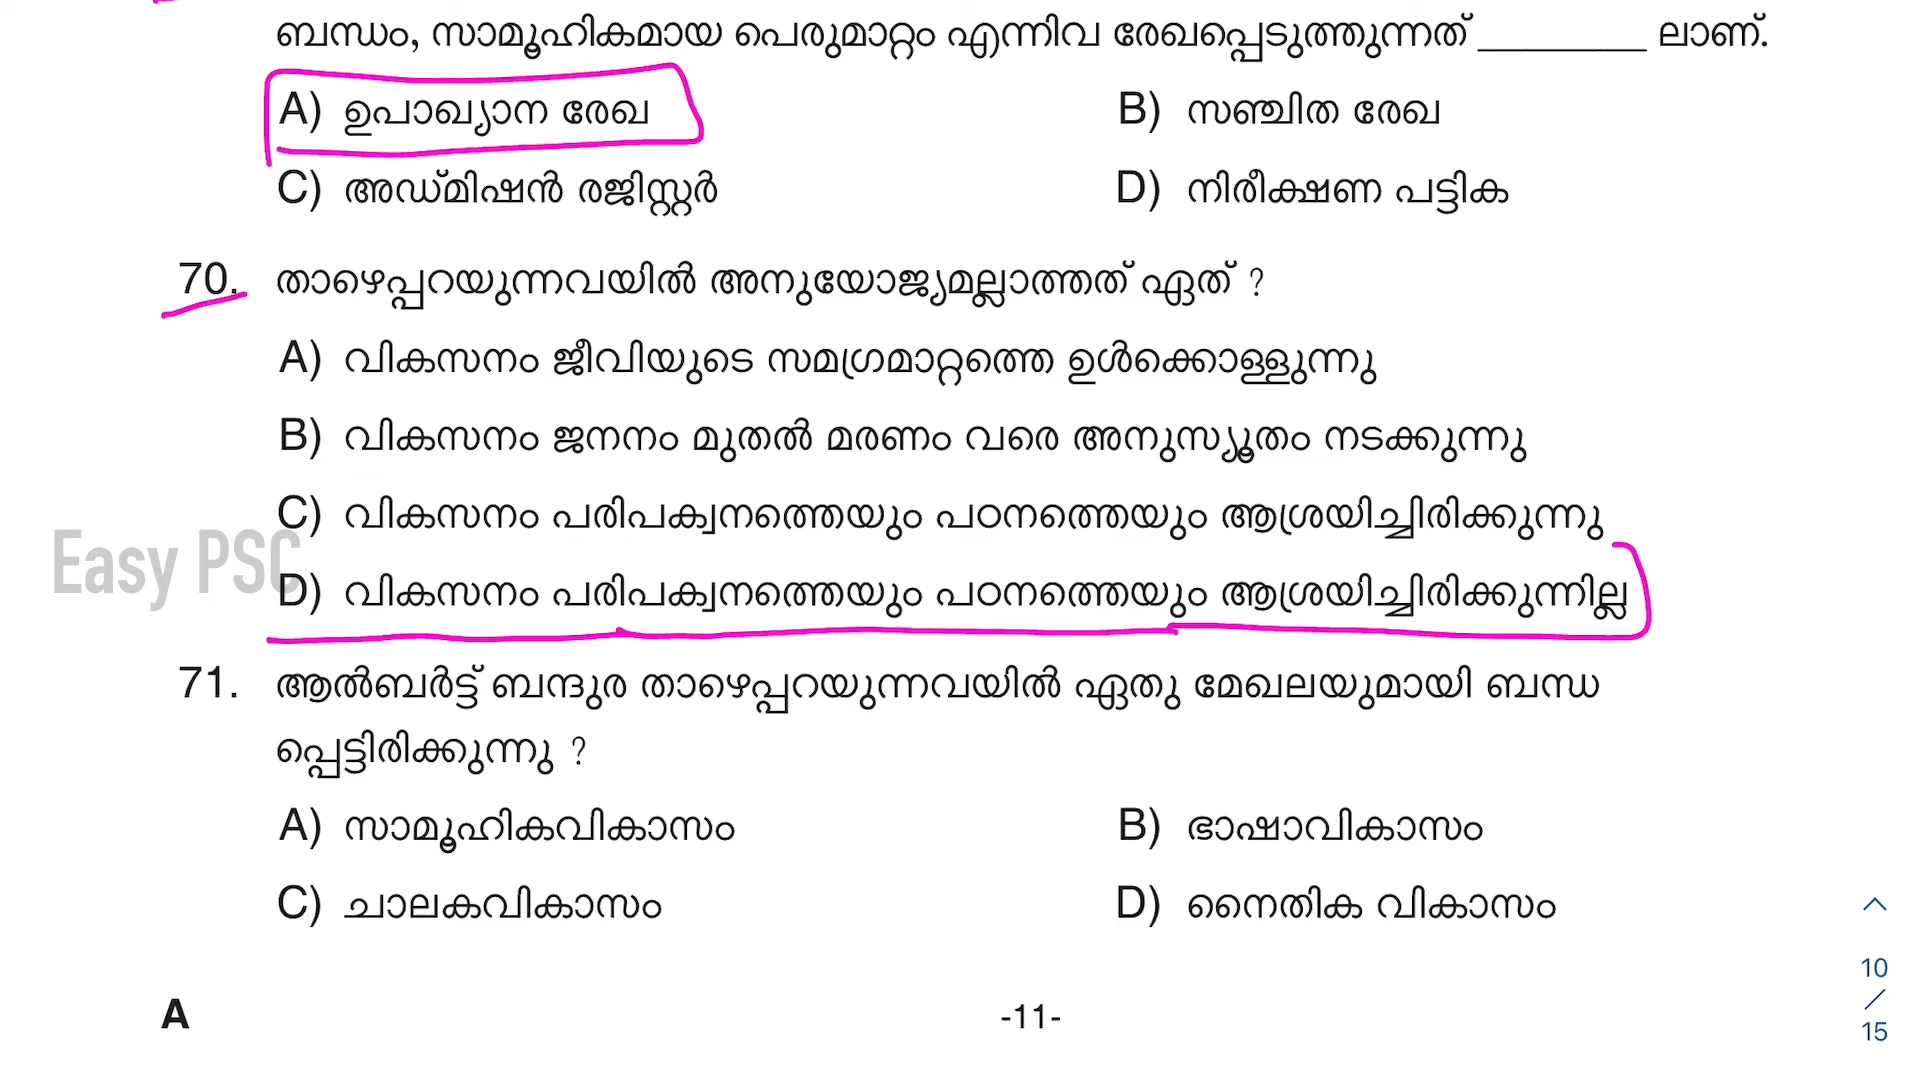 ബന്ധം, സാമൂഹികമായ പെരുമാറ്റം എന്നിവ രേഖപ്പെടുത്തുന്നത് ________ ലാണ്.
A) ഉപാഖ്യാന രേഖ B) സഞ്ചിത രേഖ
C) അഡ്മിഷൻ രജിസ്റ്റർ D) നിരീക്ഷണ പട്ടിക
70. താഴെപ്പറയുന്നവയിൽ അനുയോജ്യമല്ലാത്തത് ഏത് ?
A) വികസനം ജീവിയുടെ സമഗ്രമാറ്റത്തെ ഉൾക്കൊള്ളുന്നു
B) വികസനം ജനനം മുതൽ മരണം വരെ അനുസ്യൂതം നടക്കുന്നു
C) വികസനം പരിപക്വനത്തെയും പഠനത്തെയും ആശ്രയിച്ചിരിക്കുന്നു
Easy PSC
D) വികസനം പരിപക്വനത്തെയും പഠനത്തെയും ആശ്രയിച്ചിരിക്കുന്നില്ല
71. ആൽബർട്ട് ബന്ദുര താഴെപ്പറയുന്നവയിൽ ഏതു മേഖലയുമായി ബന്ധ
പ്പെട്ടിരിക്കുന്നു ?
A) സാമൂഹികവികാസം B) ഭാഷാവികാസം
C) ചാലകവികാസം D) നൈതിക വികാസം
A -11-
10
/
15